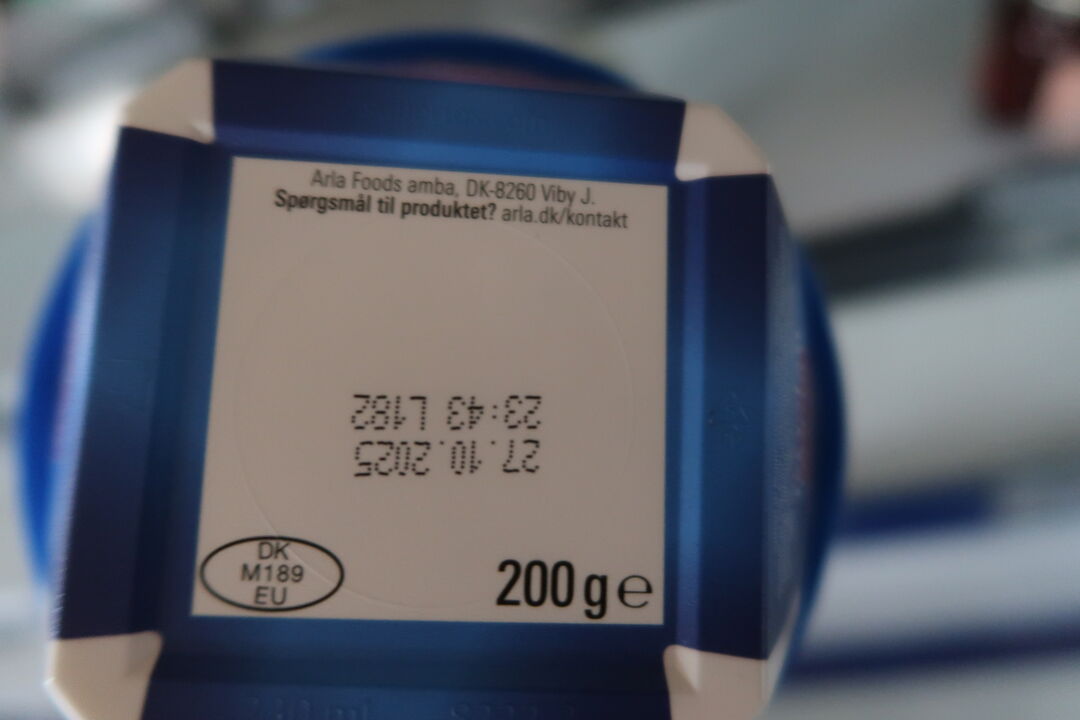 Arla Foods amba, DK-8260 Viby J.
Spørgsmål til produktet? arla.dk/kontakt
27.10.2025
23:43 L182
DK
M189
EU
200 g e